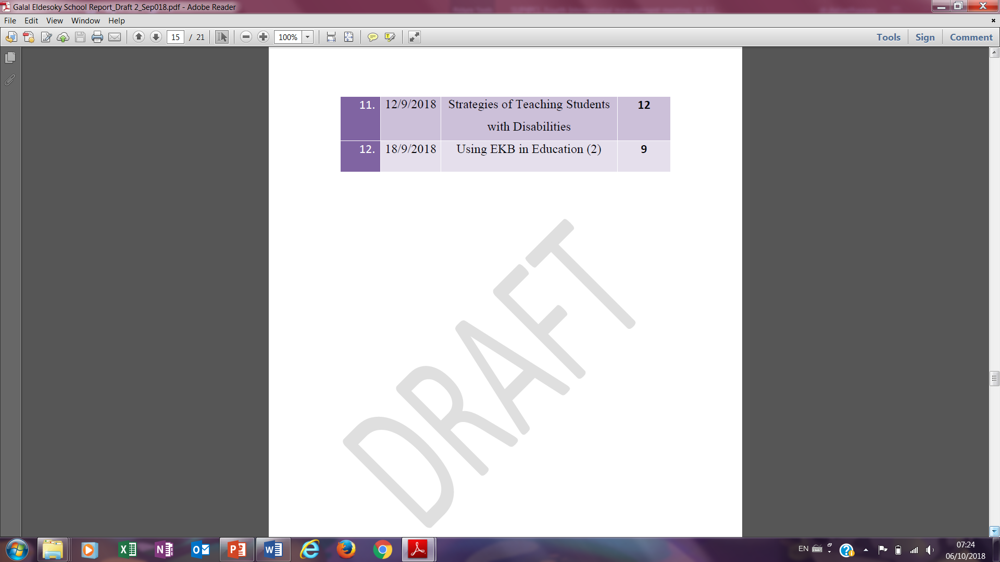 Galal Eldesoky School Report_Draft 2_Sep018.pdf - Adobe Reader
File Edit View Window Help
15 / 21 100% Tools Sign Comment
11. 12/9/2018 Strategies of Teaching Students 12
with Disabilities
12. 18/9/2018 Using EKB in Education (2) 9
DRAFT
EN 07:24
06/10/2018